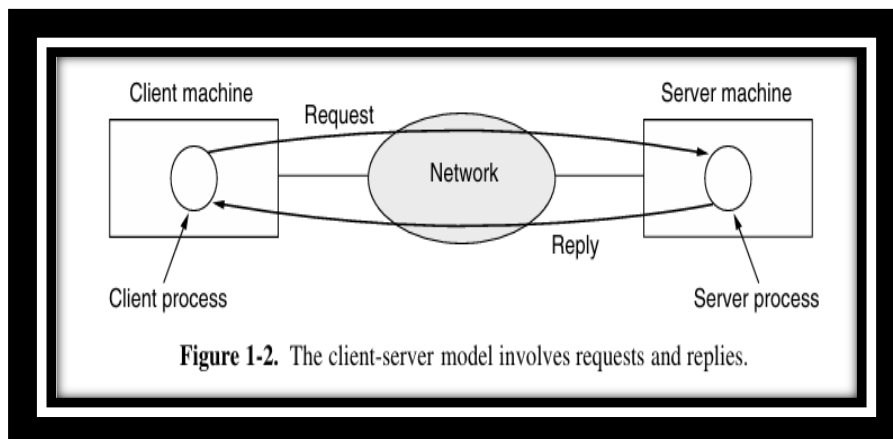 Client machine
Server machine
Request
Network
Reply
Client process
Server process
Figure 1-2. The client-server model involves requests and replies.